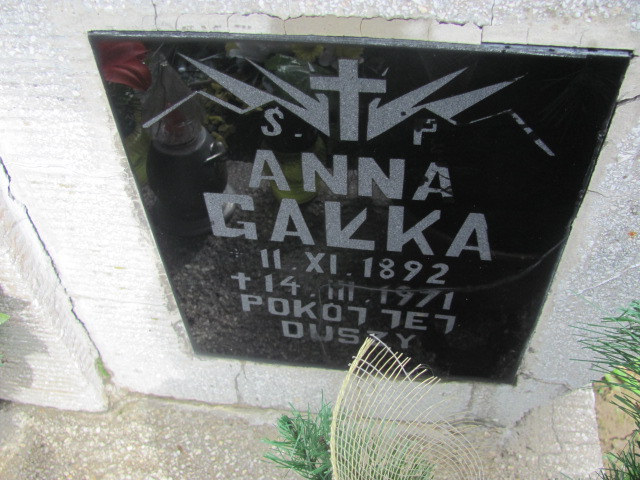 Ś. P
ANNA
GAŁKA
11. XI. 1892
† 14 III. 1971
POKÓJ JEJ
DUSZY